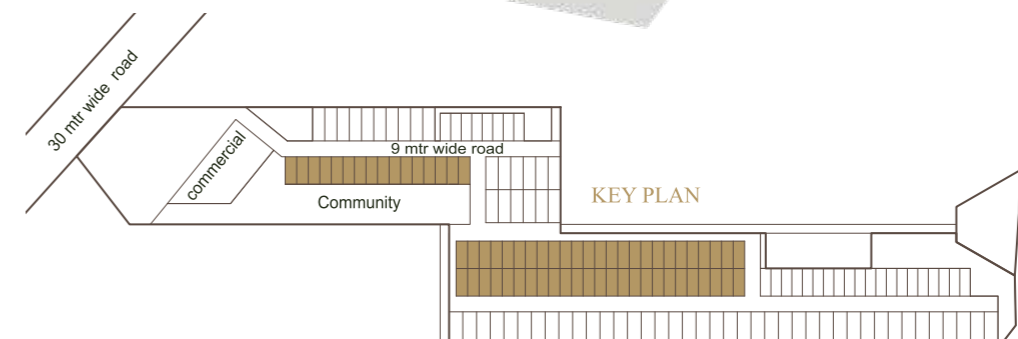 30 mtr wide road
commercial
9 mtr wide road
Community
KEY PLAN